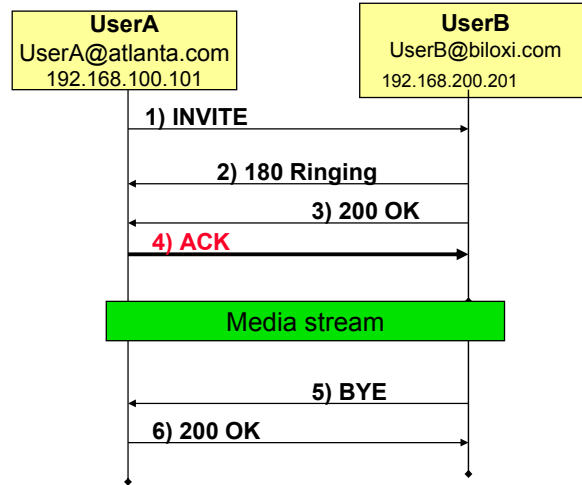 UserA
UserA@atlanta.com
192.168.100.101
UserB
UserB@biloxi.com
192.168.200.201
1) INVITE
2) 180 Ringing
3) 200 OK
4) ACK
Media stream
5) BYE
6) 200 OK